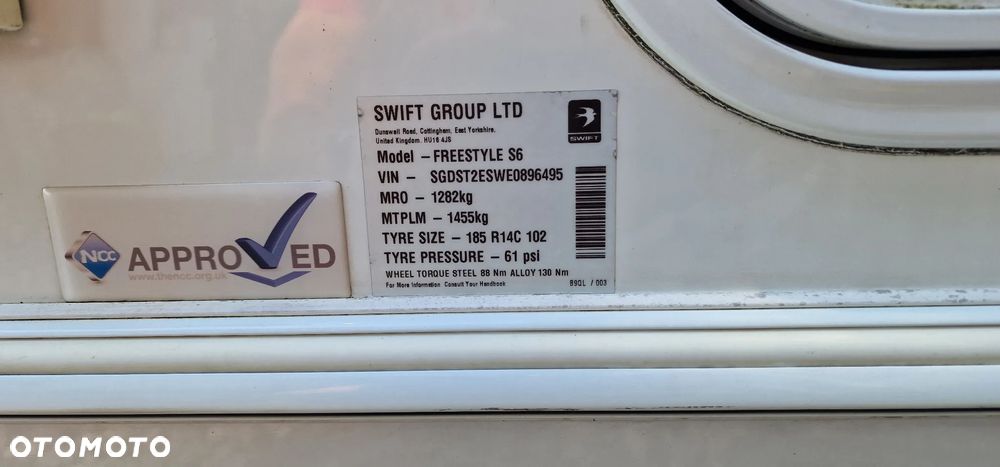 SWIFT GROUP LTD
Dunswell Road, Cottingham, East Yorkshire,
United Kingdom. HU16 4JS
SWIFT
Model - FREESTYLE S6
VIN - SGDST2ESWE0896495
MRO - 1282kg
MTPLM - 1455kg
TYRE SIZE - 185 R14C 102
TYRE PRESSURE - 61 psi
WHEEL TORQUE STEEL 88 Nm ALLOY 130 Nm
For More Information Consult Your Handbook
89QL / 003
NCC
APPROVED
www.thencc.org.uk
OTOMOTO